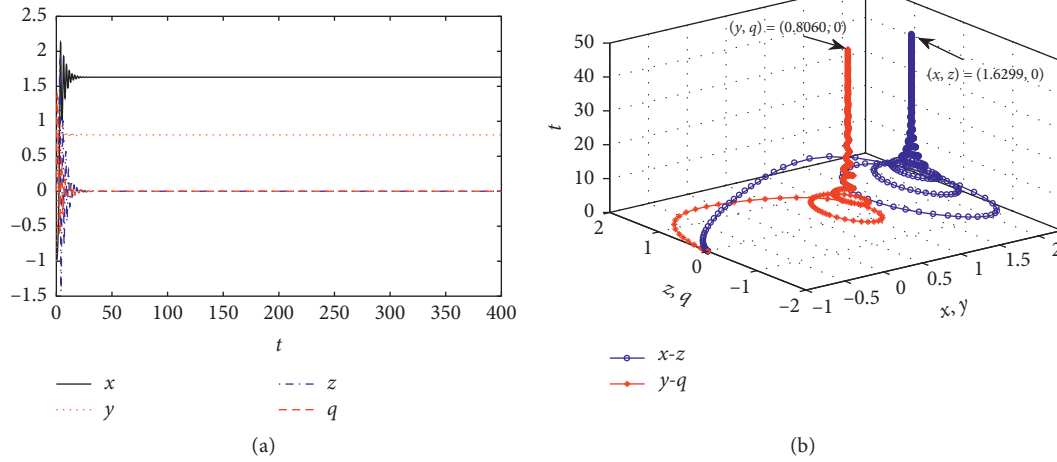 2.5
2
1.5
1
0.5
0
–0.5
–1
–1.5
0 50 100 150 200 250 300 350 400
t
x
y
z
q
(a)
(y, q) = (0.8060, 0)
(x, z) = (1.6299, 0)
50
40
30
20
10
0
t
2
1
0
–1
–2
z, q
–1
–0.5
0
0.5
1
1.5
2
x, y
x-z
y-q
(b)